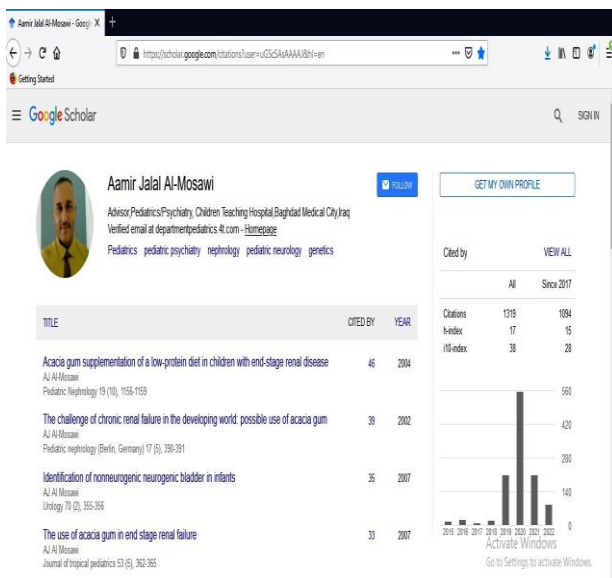 Aamir Jalal Al-Mosawi - Googl X +
https://scholar.google.com/citations?user=uGSc5AsAAAAJ&hl=en
Getting Started
Google Scholar
SIGN IN
Aamir Jalal Al-Mosawi
FOLLOW
GET MY OWN PROFILE
Advisor,Pediatrics/Psychiatry, Children Teaching Hospital,Baghdad Medical City,Iraq
Verified email at departmentpediatrics.4t.com - Homepage
Pediatrics pediatric psychiatry nephrology pediatric neurology genetics
Cited by VIEW ALL
All Since 2017
Citations 1319 1094
h-index 17 15
i10-index 38 28
560
420
280
140
0
2015 2016 2017 2018 2019 2020 2021 2022
TITLE CITED BY YEAR
Acacia gum supplementation of a low-protein diet in children with end-stage renal disease 46 2004
AJ Al-Mosawi
Pediatric Nephrology 19 (10), 1156-1159
The challenge of chronic renal failure in the developing world: possible use of acacia gum 39 2002
AJ Al-Mosawi
Pediatric nephrology (Berlin, Germany) 17 (5), 390-391
Identification of nonneurogenic neurogenic bladder in infants 35 2007
AJ Al Mosawi
Urology 70 (2), 355-356
The use of acacia gum in end stage renal failure 33 2007
AJ Al Mosawi
Journal of tropical pediatrics 53 (5), 362-365
Activate Windows
Go to Settings to activate Windows.